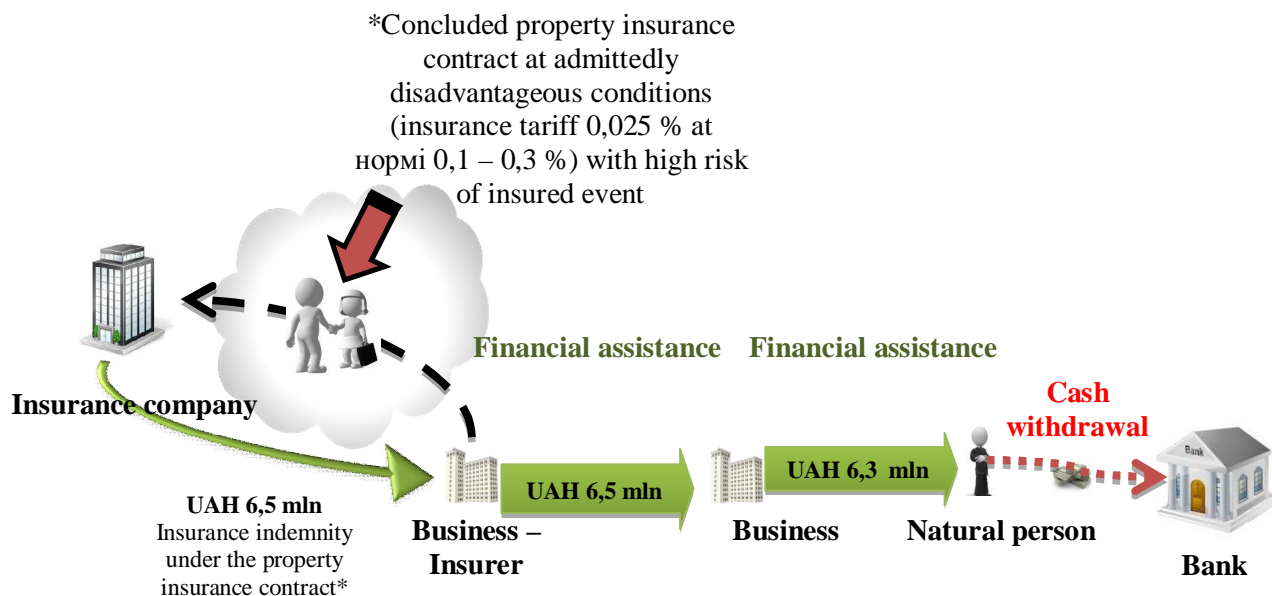 *Concluded property insurance
contract at admittedly
disadvantageous conditions
(insurance tariff 0,025 % at
нормі 0,1 – 0,3 %) with high risk
of insured event
Financial assistance
Financial assistance
Insurance company
Cash
withdrawal
Bank
UAH 6,5 mln
UAH 6,3 mln
UAH 6,5 mln
Insurance indemnity
under the property
insurance contract*
Business –
Insurer
Business
Natural person
Bank